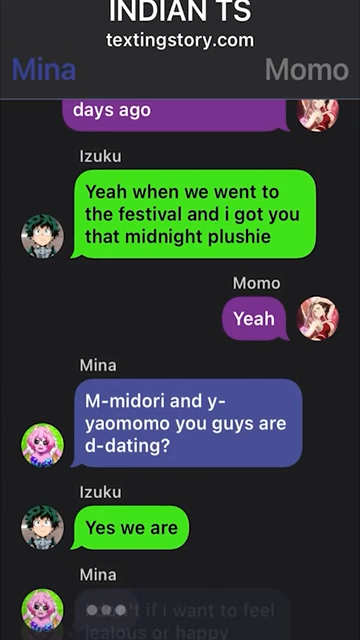 INDIAN TS
textingstory.com
Mina Momo
days ago
Izuku
Yeah when we went to
the festival and i got you
that midnight plushie
Momo
Yeah
Mina
M-midori and y-
yaomomo you guys are
d-dating?
Izuku
Yes we are
Mina
if i want to feel
jealous or happy